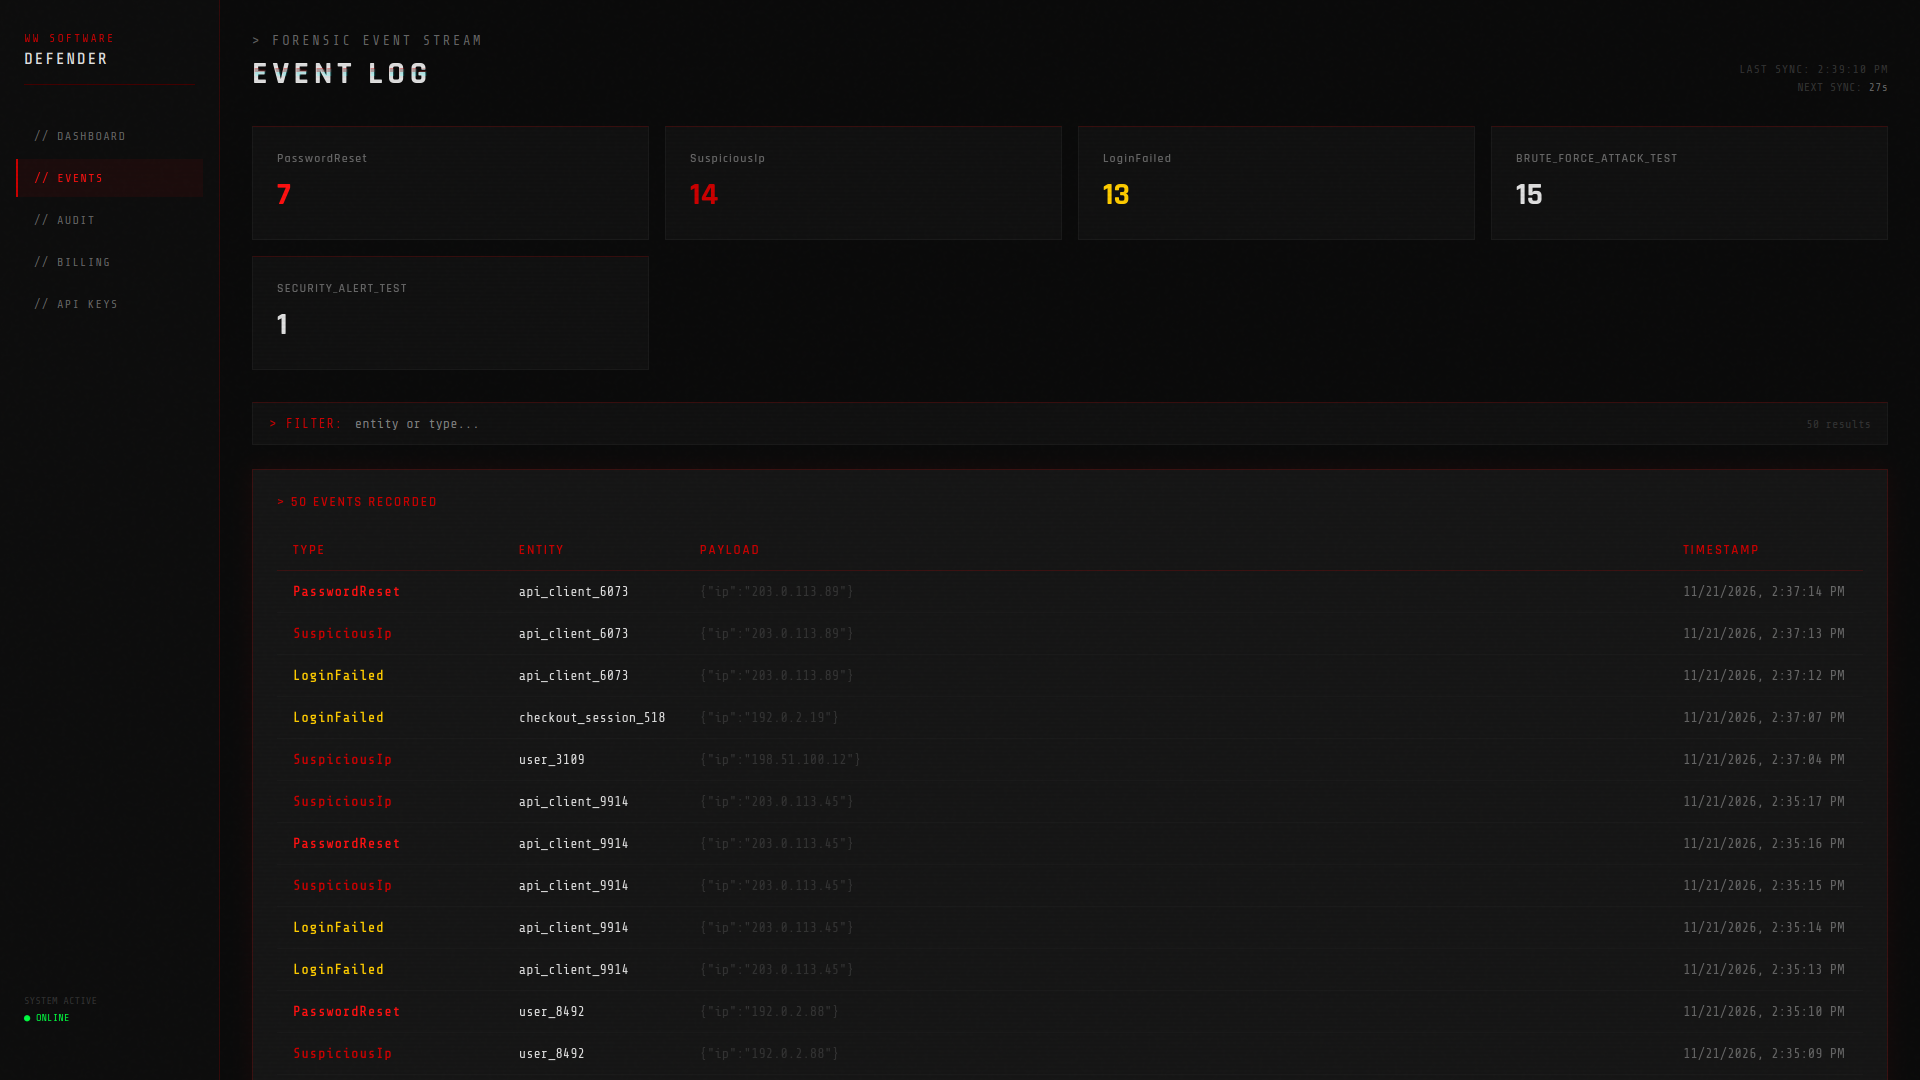 WW SOFTWARE
DEFENDER
// DASHBOARD
// EVENTS
// AUDIT
// BILLING
// API KEYS
SYSTEM ACTIVE
ONLINE
> FORENSIC EVENT STREAM
EVENT LOG
LAST SYNC: 2:39:10 PM
NEXT SYNC: 27s
PasswordReset
7
SuspiciousIp
14
LoginFailed
13
BRUTE_FORCE_ATTACK_TEST
15
SECURITY_ALERT_TEST
1
> FILTER: entity or type... 50 results
> 50 EVENTS RECORDED
TYPE ENTITY PAYLOAD TIMESTAMP
PasswordReset api_client_6073 {"ip":"203.0.113.89"} 11/21/2026, 2:37:14 PM
SuspiciousIp api_client_6073 {"ip":"203.0.113.89"} 11/21/2026, 2:37:13 PM
LoginFailed api_client_6073 {"ip":"203.0.113.89"} 11/21/2026, 2:37:12 PM
LoginFailed checkout_session_518 {"ip":"192.0.2.19"} 11/21/2026, 2:37:07 PM
SuspiciousIp user_3109 {"ip":"198.51.100.12"} 11/21/2026, 2:37:04 PM
SuspiciousIp api_client_9914 {"ip":"203.0.113.45"} 11/21/2026, 2:35:17 PM
PasswordReset api_client_9914 {"ip":"203.0.113.45"} 11/21/2026, 2:35:16 PM
SuspiciousIp api_client_9914 {"ip":"203.0.113.45"} 11/21/2026, 2:35:15 PM
LoginFailed api_client_9914 {"ip":"203.0.113.45"} 11/21/2026, 2:35:14 PM
LoginFailed api_client_9914 {"ip":"203.0.113.45"} 11/21/2026, 2:35:13 PM
PasswordReset user_8492 {"ip":"192.0.2.88"} 11/21/2026, 2:35:10 PM
SuspiciousIp user_8492 {"ip":"192.0.2.88"} 11/21/2026, 2:35:09 PM